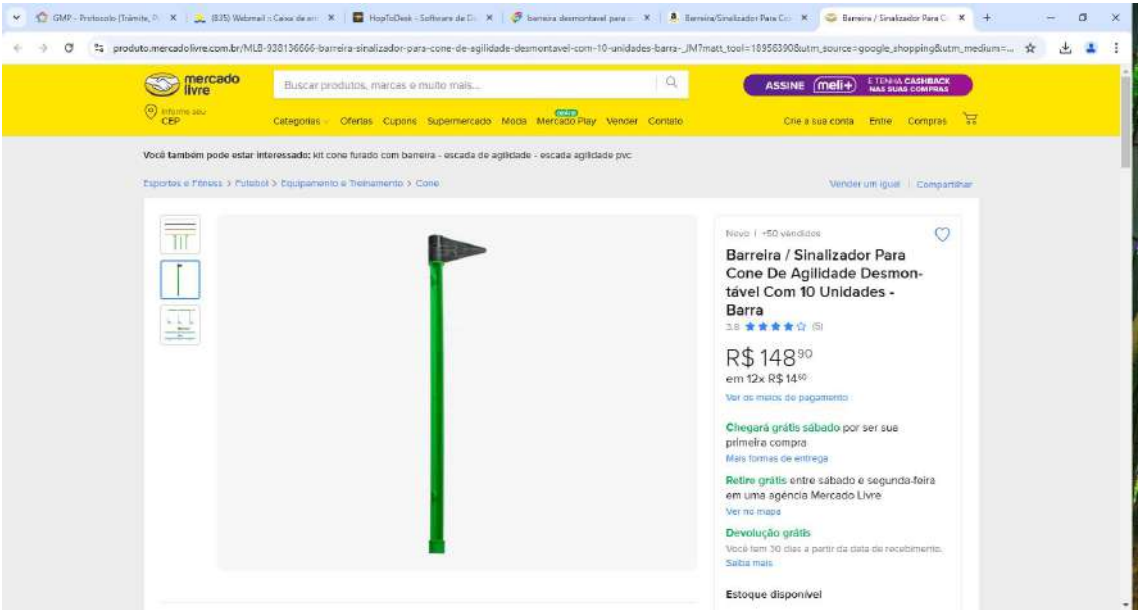 GMP - Protocolo (Trâmite, P
(835) Webmail :: Caixa de ent
HopToDesk - Software de De
barreira desmontavel para c
Barreira/Sinalizador Para Co
Barreira / Sinalizador Para C
produto.mercadolivre.com.br/MLB-938136666-barreira-sinalizador-para-cone-de-agilidade-desmontavel-com-10-unidades-barra-_JM?matt_tool=18956390&utm_source=google_shopping&utm_medium=...
mercado
livre
Buscar produtos, marcas e muito mais...
ASSINE meli+ E TENHA CASHBACK
NAS SUAS COMPRAS
Informe seu
CEP
Categorias Ofertas Cupons Supermercado Moda Mercado Play Vender Contato
Crie a sua conta Entre Compras
Você também pode estar interessado: kit cone furado com barreira - escada de agilidade - escada agilidade pvc
Esportes e Fitness > Futebol > Equipamento e Treinamento > Cone
Vender um igual | Compartilhar
Novo | +50 vendidos
Barreira / Sinalizador Para
Cone De Agilidade Desmon-
tável Com 10 Unidades -
Barra
3.8 (5)
R$ 148 90
em 12x R$ 14 60
Ver os meios de pagamento
Chegará grátis sábado por ser sua
primeira compra
Mais formas de entrega
Retire grátis entre sábado e segunda-feira
em uma agência Mercado Livre
Ver no mapa
Devolução grátis
Você tem 30 dias a partir da data de recebimento.
Saiba mais
Estoque disponível